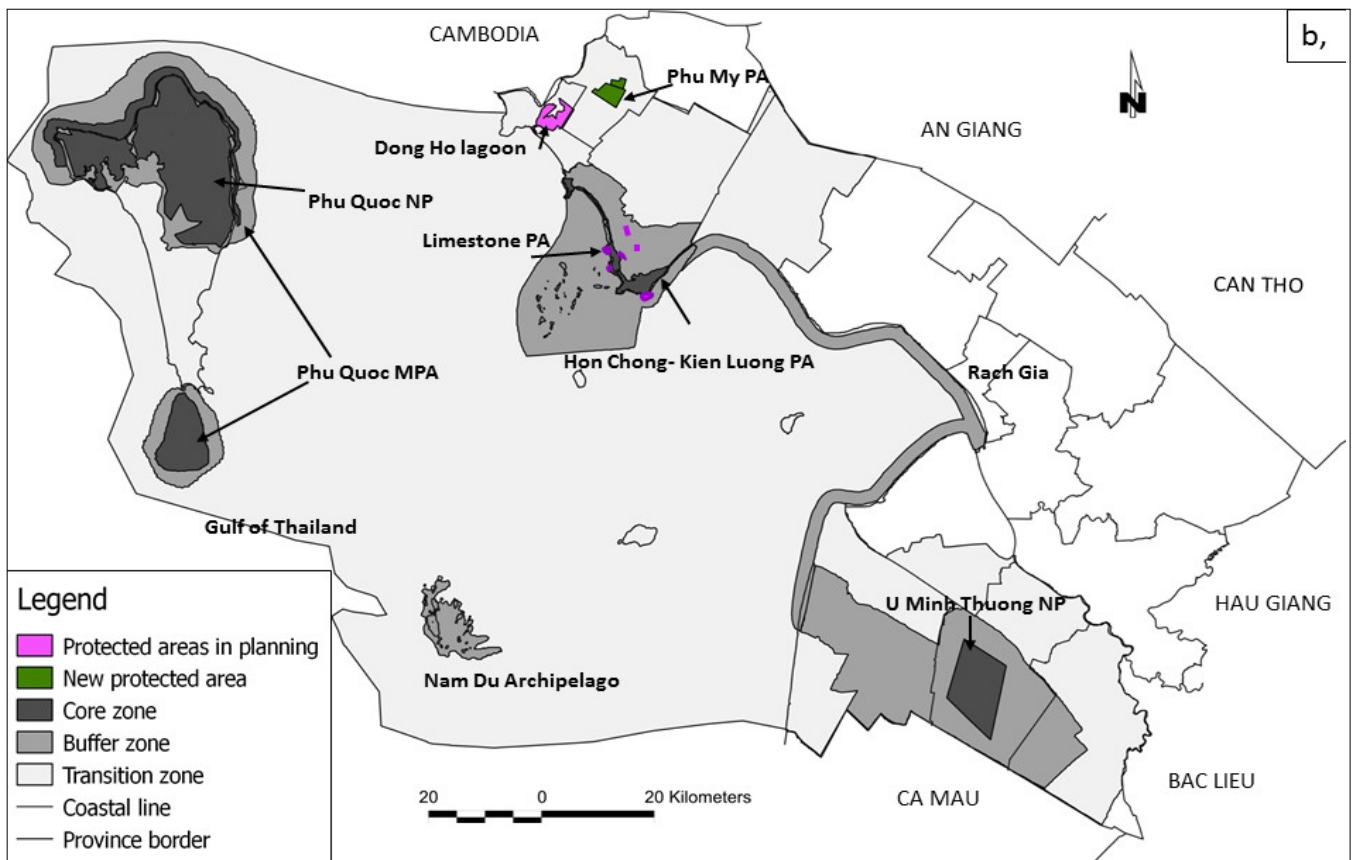 b,
CAMBODIA
Phu My PA
N
AN GIANG
Dong Ho lagoon
Phu Quoc NP
Limestone PA
CAN THO
Hon Chong- Kien Luong PA
Phu Quoc MPA
Rach Gia
Gulf of Thailand
U Minh Thuong NP
HAU GIANG
Nam Du Archipelago
BAC LIEU
CA MAU
20 0 20 Kilometers
Legend
Protected areas in planning
New protected area
Core zone
Buffer zone
Transition zone
Coastal line
Province border